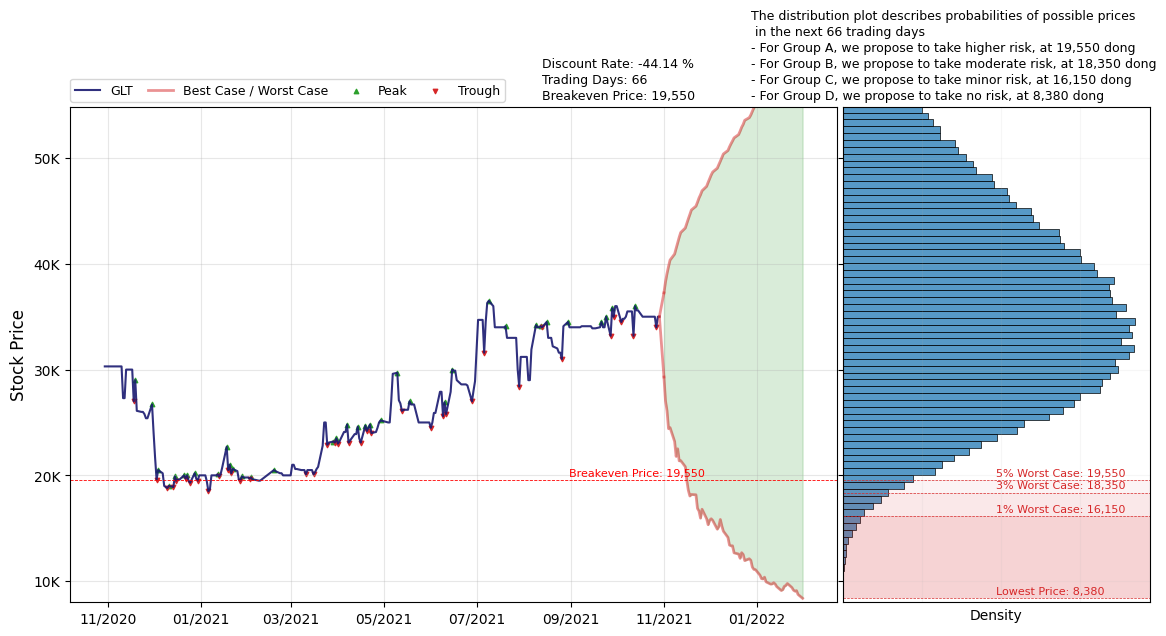 The distribution plot describes probabilities of possible prices
in the next 66 trading days
- For Group A, we propose to take higher risk, at 19,550 dong
- For Group B, we propose to take moderate risk, at 18,350 dong
- For Group C, we propose to take minor risk, at 16,150 dong
- For Group D, we propose to take no risk, at 8,380 dong
Discount Rate: -44.14 %
Trading Days: 66
Breakeven Price: 19,550
GLT
Best Case / Worst Case
Peak
Trough
Stock Price
50K
40K
30K
20K
10K
Breakeven Price: 19,550
5% Worst Case: 19,550
3% Worst Case: 18,350
1% Worst Case: 16,150
Lowest Price: 8,380
11/2020
01/2021
03/2021
05/2021
07/2021
09/2021
11/2021
01/2022
Density